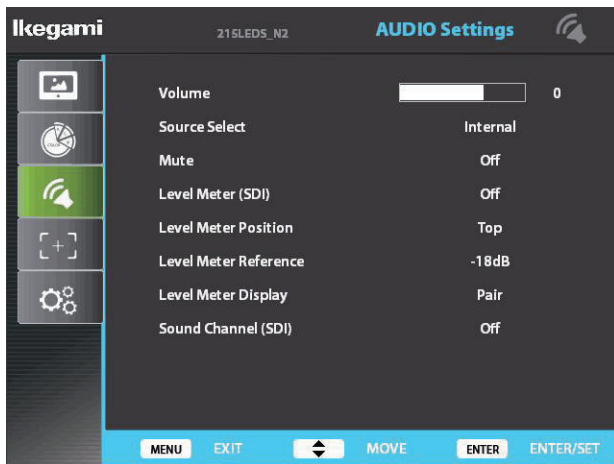 Ikegami 215LEDS_N2 AUDIO Settings
Volume 0
COLOR
Source Select Internal
Mute Off
Level Meter (SDI) Off
Level Meter Position Top
Level Meter Reference -18dB
Level Meter Display Pair
Sound Channel (SDI) Off
MENU EXIT MOVE ENTER ENTER/SET